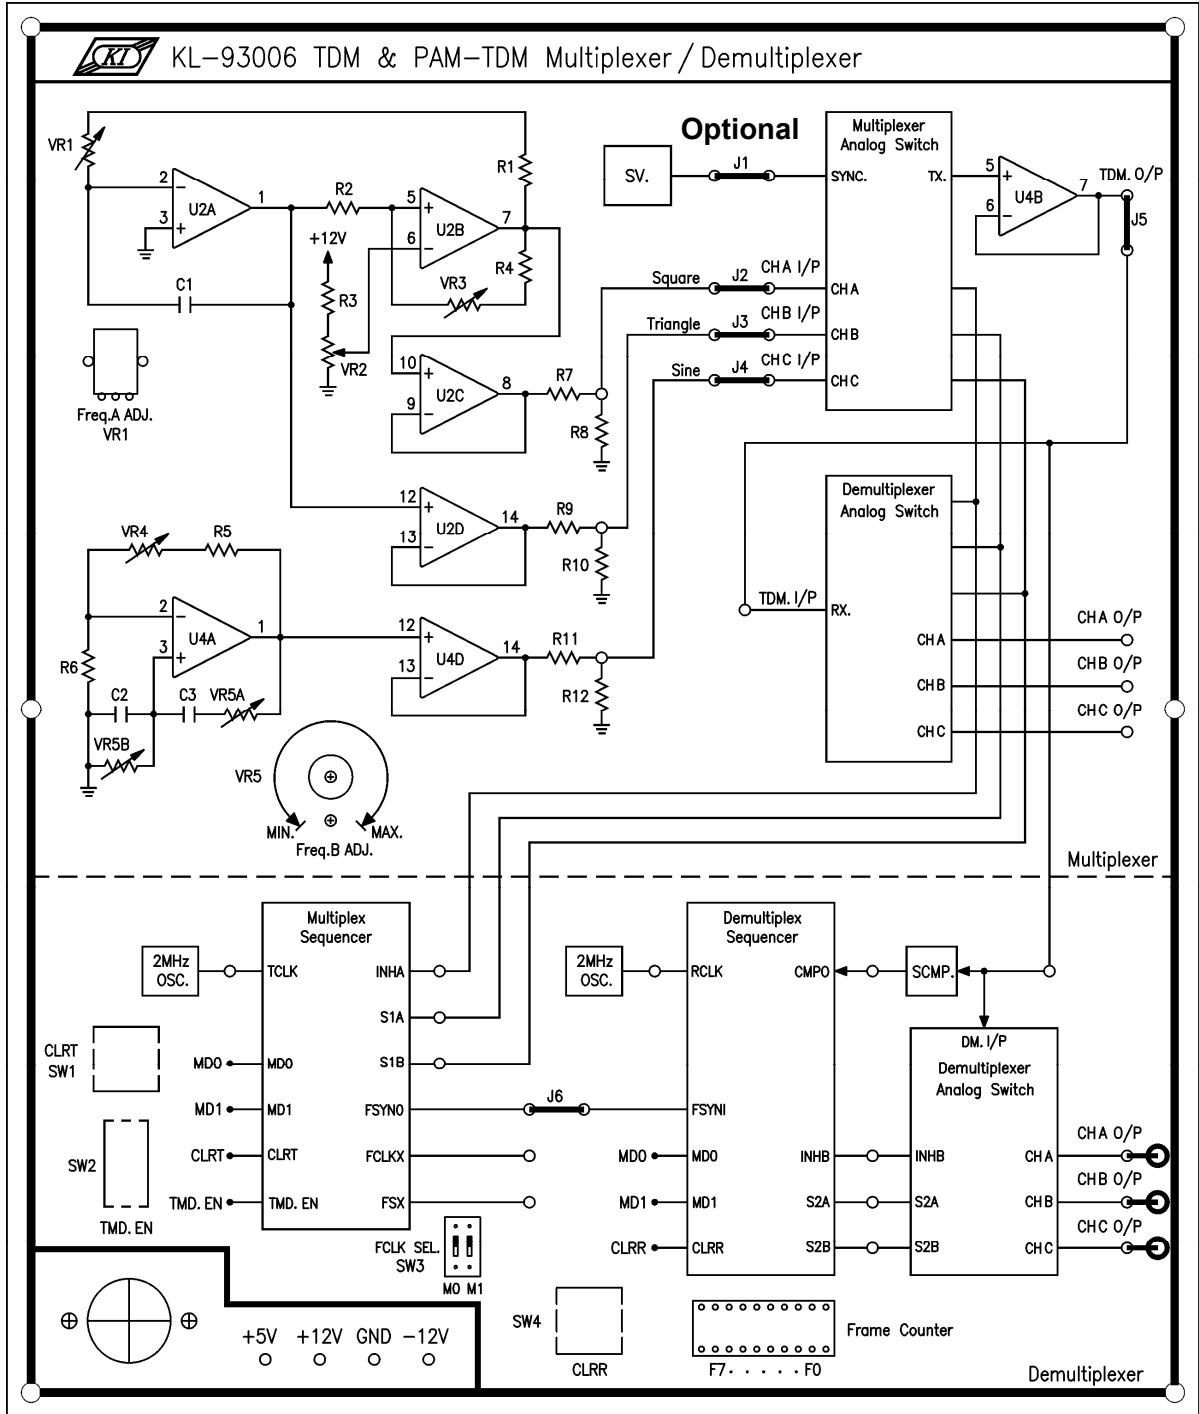 KI KL-93006 TDM & PAM-TDM Multiplexer/Demultiplexer
Optional
VR1
2
3
U2A
1
R2
5
6
U2B
7
R1
R4
+12V
R3
VR2
VR3
C1
Freq.A ADJ.
VR1
10
9
U2C
8
R7
R8
12
13
U2D
14
R9
R10
VR4
R5
2
3
U4A
1
R6
C2
C3
VR5A
VR5B
12
13
U4D
14
R11
R12
VR5
MIN.
MAX.
Freq.B ADJ.
SV.
J1
Square
J2
CHA I/P
Triangle
J3
CHB I/P
Sine
J4
CHC I/P
Multiplexer
Analog Switch
SYNC.
TX.
CHA
CHB
CHC
5
6
U4B
7
TDM. O/P
J5
Demultiplexer
Analog Switch
TDM. I/P
RX.
CHA
CHB
CHC
CHA O/P
CHB O/P
CHC O/P
Multiplexer
2MHz
OSC.
Multiplex
Sequencer
TCLK
INHA
S1A
S1B
MD0
MD0
MD1
MD1
FSYNO
CLRT
CLRT
FCLKX
TMD. EN
TMD. EN
FSX
CLRT
SW1
SW2
TMD. EN
FCLK SEL.
SW3
M0 M1
J6
2MHz
OSC.
Demultiplex
Sequencer
RCLK
CMPO
FSYNI
MD0
MD0
INHB
MD1
MD1
S2A
CLRR
CLRR
S2B
SCMP.
DM. I/P
Demultiplexer
Analog Switch
INHB
CHA
S2A
CHB
S2B
CHC
CHA O/P
CHB O/P
CHC O/P
+5V +12V GND -12V
SW4
CLRR
Frame Counter
F7 . . . . . F0
Demultiplexer